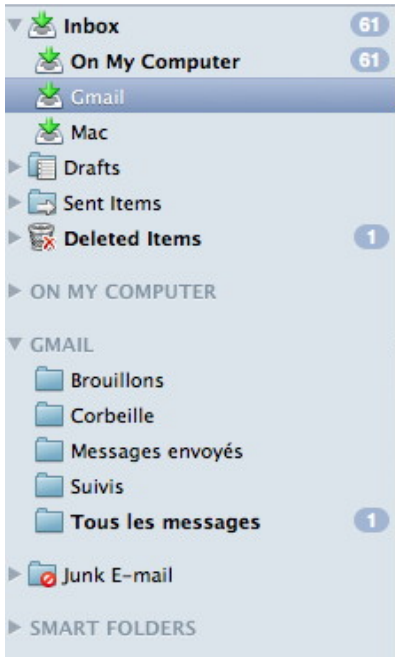 Inbox 61
On My Computer 61
Gmail
Mac
Drafts
Sent Items
Deleted Items 1
ON MY COMPUTER
GMAIL
Brouillons
Corbeille
Messages envoyés
Suivis
Tous les messages 1
Junk E-mail
SMART FOLDERS